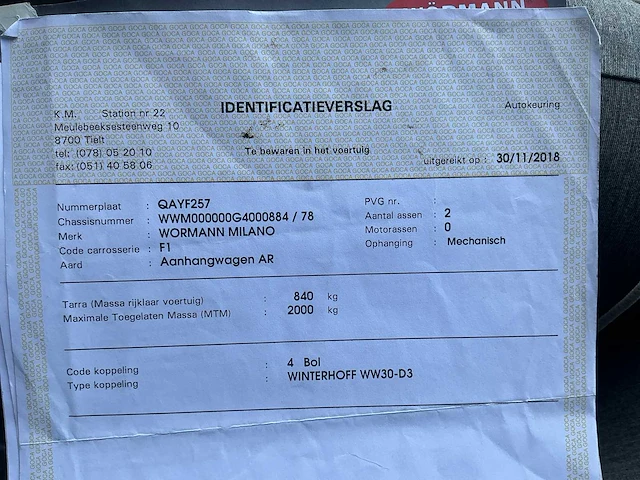 WÖRMANN
IDENTIFICATIEVERSLAG
Autokeuring
K.M. Station nr 22
Meulebeeksesteenweg 10
8700 Tielt
tel: (078) 05 20 10
fax: (051) 40 58 06
Te bewaren in het voertuig
uitgereikt op : 30/11/2018
Nummerplaat : QAYF257
PVG nr. :
Chassisnummer : WWM000000G4000884 / 78
Aantal assen : 2
Merk : WORMANN MILANO
Motorassen : 0
Code carrosserie : F1
Ophanging : Mechanisch
Aard : Aanhangwagen AR
Tarra (Massa rijklaar voertuig) : 840 kg
Maximale Toegelaten Massa (MTM) : 2000 kg
Code koppeling : 4 Bol
Type koppeling : WINTERHOFF WW30-D3